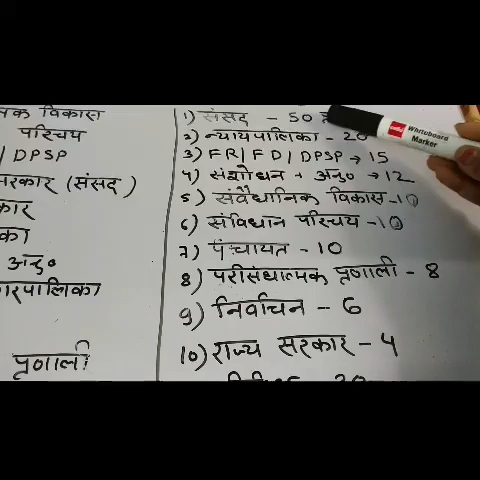 विकास
परिचय
/ DPSP
सरकार (संसद)
कार
का
अनु०
पालिका
प्रणाली
1) संसद - 50
2) न्यायपालिका - 20
3) FR / FD / DPSP → 15
4) संशोधन + अनु० → 12
5) संवैधानिक विकास - 10
6) संविधान परिचय - 10
7) पंचायत - 10
8) परीसंघात्मक प्रणाली - 8
9) निर्वाचन - 6
10) राज्य सरकार - 4
Whiteboard
Marker